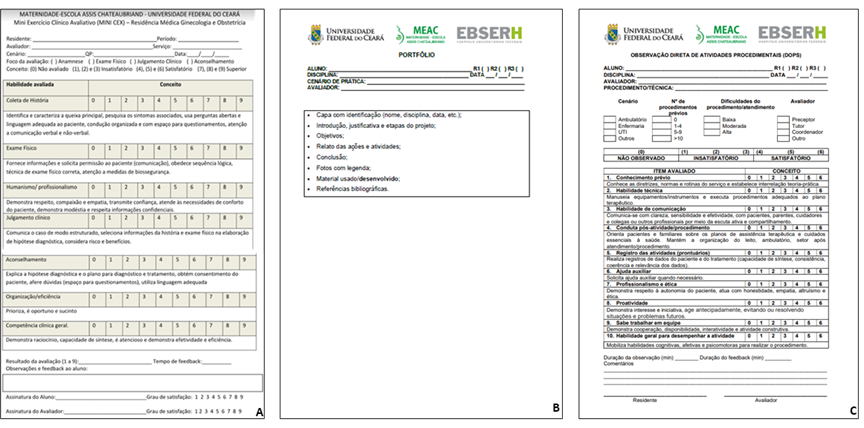 MATERNIDADE-ESCOLA ASSIS CHATEAUBRIAND - UNIVERSIDADE FEDERAL DO CEARÁ
Mini Exercício Clínico Avaliativo (MINI CEX) – Residência Médica Ginecologia e Obstetrícia
Residente: Período:
Avaliador: Serviço
Cenário: QP: Data:
Foco da avaliação: ( ) Anamnese ( ) Exame Físico ( ) Julgamento Clínico ( ) Aconselhamento
Conceito: (0) Não avaliado (1), (2) e (3) Insatisfatório (4), (5) e (6) Satisfatório (7), (8) e (9) Superior
Habilidade avaliada Conceito
Coleta de História 0 1 2 3 4 5 6 7 8 9
Identifica e caracteriza a queixa principal, pesquisa os sintomas associados, usa perguntas abertas e
linguagem adequada ao paciente, condução organizada e com espaço para questionamentos, atenção
a comunicação verbal e não-verbal.
Exame Físico 0 1 2 3 4 5 6 7 8 9
Fornece informações e solicita permissão ao paciente (comunicação), obedece sequência lógica,
técnica de exame físico correta, atenção a medidas de biossegurança.
Humanismo/ profissionalismo 0 1 2 3 4 5 6 7 8 9
Demonstra respeito, compaixão e empatia, transmite confiança, atende às necessidades de conforto
do paciente, demonstra modéstia e respeita informações confidenciais.
Julgamento clínico 0 1 2 3 4 5 6 7 8 9
Comunica o caso de modo estruturado, seleciona informações da história e exame físico na elaboração
de hipótese diagnóstica, considera risco e benefícios.
Aconselhamento 0 1 2 3 4 5 6 7 8 9
Explica a hipótese diagnóstica e o plano para diagnóstico e tratamento, obtém consentimento do
paciente, afere dúvidas (espaço para questionamentos), utiliza linguagem adequada
Organização/eficiência 0 1 2 3 4 5 6 7 8 9
Prioriza, é oportuno e sucinto
Competência clínica geral. 0 1 2 3 4 5 6 7 8 9
Demonstra raciocínio, capacidade de síntese, é atencioso e demonstra efetividade e eficiência.
Resultado da avaliação (1 a 9): Tempo de feedback:
Observações e feedback ao aluno:
Assinatura do Aluno: Grau de satisfação: 1 2 3 4 5 6 7 8 9
Assinatura do Avaliador: Grau de satisfação: 1 2 3 4 5 6 7 8 9
A
UNIVERSIDADE FEDERAL DO CEARÁ
MEAC
MATERNIDADE-ESCOLA ASSIS CHATEAUBRIAND
EBSERH
HOSPITAIS UNIVERSITÁRIOS FEDERAIS
PORTFÓLIO
ALUNO: R1 ( ) R2 ( ) R3 ( )
DISCIPLINA: DATA
CENÁRIO DE PRÁTICA:
AVALIADOR:
• Capa com identificação (nome, disciplina, data, etc.);
• Introdução, justificativa e etapas do projeto;
• Objetivos;
• Relato das ações e atividades;
• Conclusão;
• Fotos com legenda;
• Material usado/desenvolvido;
• Referências bibliográficas.
B
UNIVERSIDADE FEDERAL DO CEARÁ
MEAC
MATERNIDADE-ESCOLA ASSIS CHATEAUBRIAND
EBSERH
HOSPITAIS UNIVERSITÁRIOS FEDERAIS
OBSERVAÇÃO DIRETA DE ATIVIDADES PROCEDIMENTAIS (DOPS)
ALUNO: R1 ( ) R2 ( ) R3 ( )
DISCIPLINA: DATA
AVALIADOR:
PROCEDIMENTO/TÉCNICA:
Cenário Nº de procedimentos prévios Dificuldades do procedimento/atendimento Avaliador
Ambulatório 0 Baixa Preceptor
Enfermaria 1-4 Moderada Tutor
UTI 5-9 Alta Coordenador
Outros >10 Outro
(0) (1) (2) (3) (4) (5) (6)
NÃO OBSERVADO INSATISFATÓRIO SATISFATÓRIO
ITEM AVALIADO CONCEITO
1. Conhecimento prévio 0 1 2 3 4 5 6
Conhece as diretrizes, normas e rotinas do serviço e estabelece interrelação teoria-prática
2. Habilidade técnica 0 1 2 3 4 5 6
Manuseia equipamentos/instrumentos e executa procedimentos adequados ao plano
terapêutico.
3. Habilidade de comunicação 0 1 2 3 4 5 6
Comunica-se com clareza, sensibilidade e efetividade, com pacientes, parentes, cuidadores
e colegas ou outros profissionais por meio da escuta ativa e compartilhamento.
4. Conduta pós-atividade/procedimento 0 1 2 3 4 5 6
Orienta pacientes e familiares sobre os planos de assistência terapêutica e cuidados
essenciais à saúde. Mantém a organização do leito, ambulatório, setor após
atendimento/procedimento.
5. Registro das atividades (prontuários) 0 1 2 3 4 5 6
Realiza registros de dados do paciente e do tratamento (capacidade de síntese, consistência,
coerência e relevância dos dados).
6. Ajuda auxiliar 0 1 2 3 4 5 6
Solicita ajuda auxiliar quando necessário.
7. Profissionalismo e ética 0 1 2 3 4 5 6
Demonstra respeito à autonomia do paciente, atua com honestidade, empatia, altruísmo e
ética.
8. Proatividade 0 1 2 3 4 5 6
Demonstra interesse e iniciativa, age antecipadamente, evitando ou resolvendo
situações e problemas futuros.
9. Sabe trabalhar em equipe 0 1 2 3 4 5 6
Demonstra cooperação, disponibilidade, interatividade e atividade construtiva.
10. Habilidade geral para desempenhar a atividade 0 1 2 3 4 5 6
Mobiliza habilidades cognitivas, afetivas e psicomotoras para realizar o procedimento.
Duração da observação (min) Duração do feedback (min)
Comentários
Residente Avaliador
C